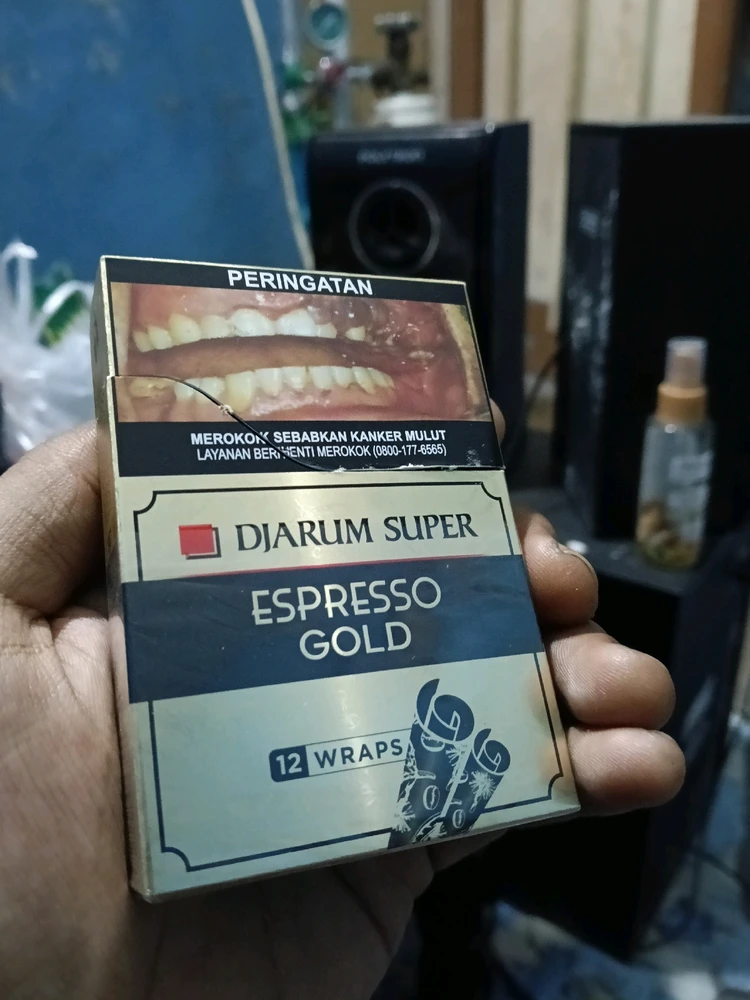 PERINGATAN
MEROKOK SEBABKAN KANKER MULUT
LAYANAN BERHENTI MEROKOK (0800-177-6565)
DJARUM SUPER
ESPRESSO
GOLD
12 WRAPS